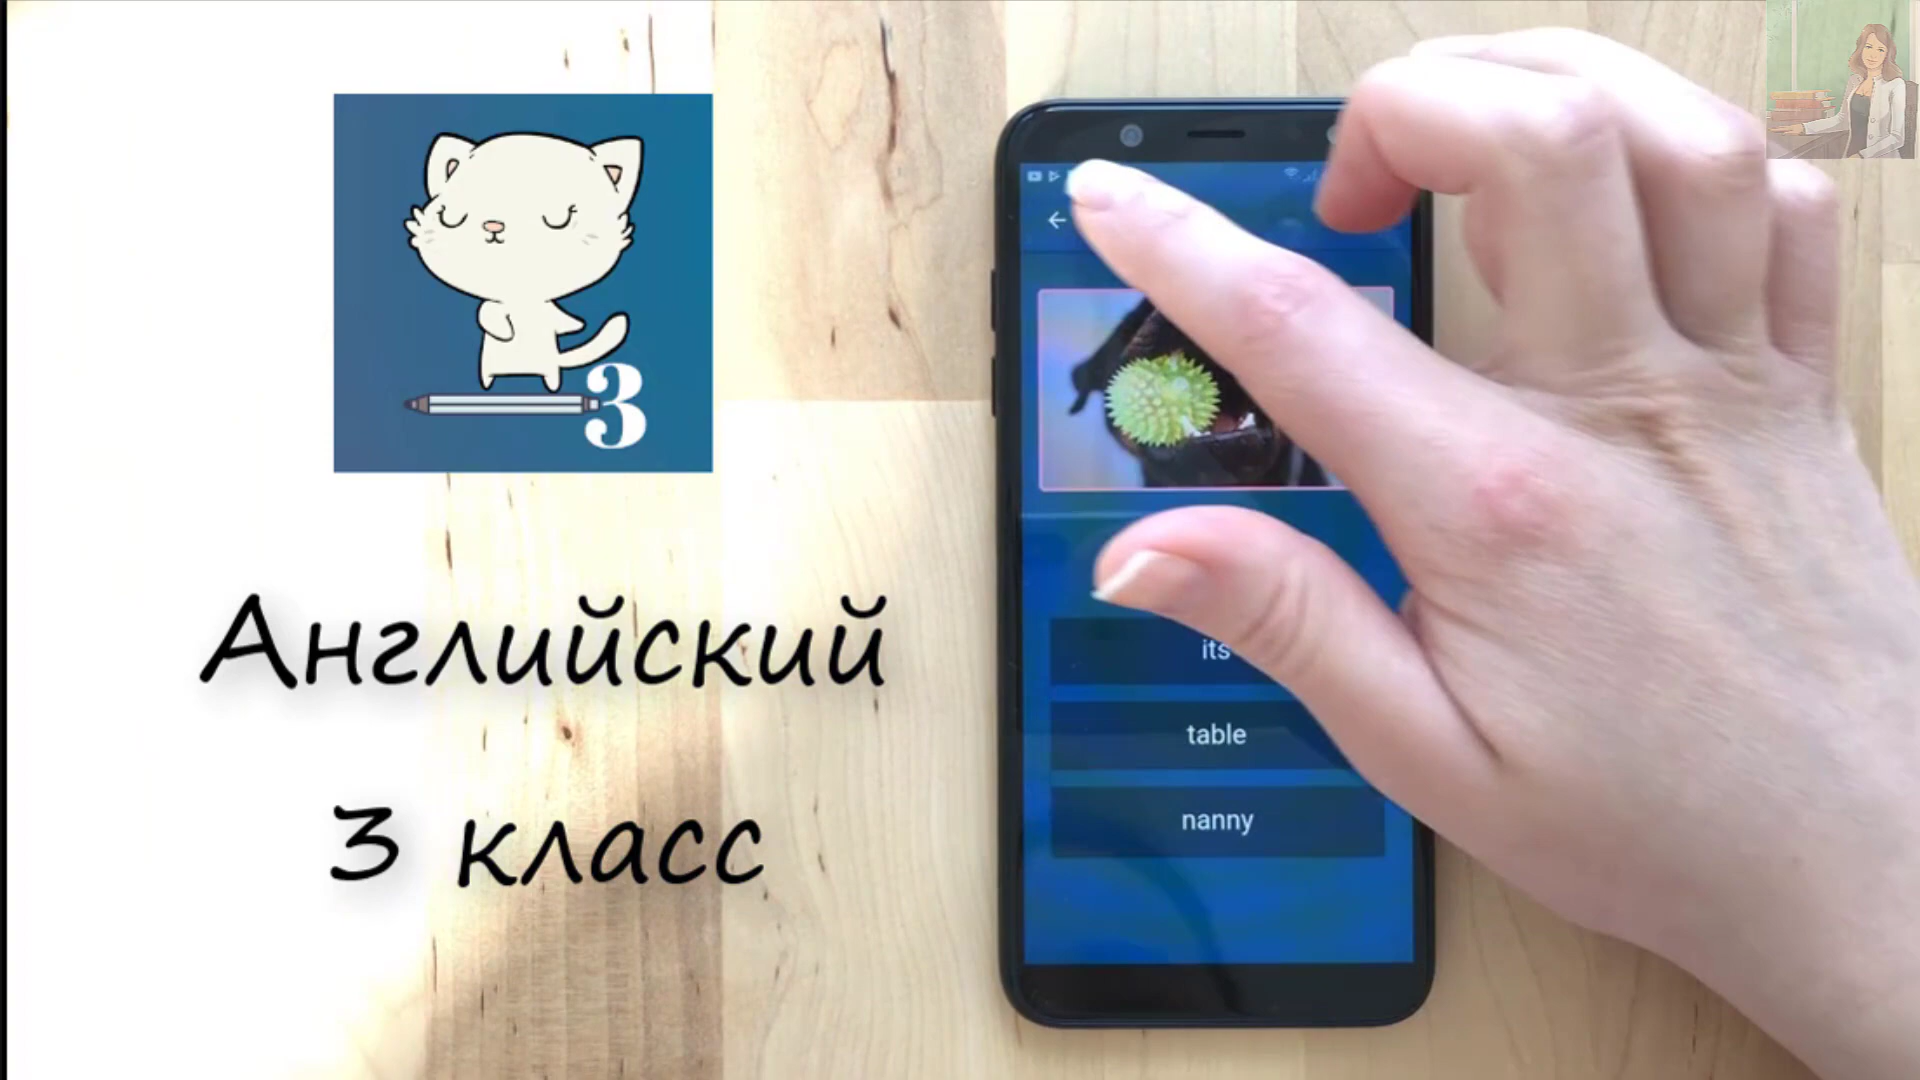 3
Английский
3 класс
its
table
nanny